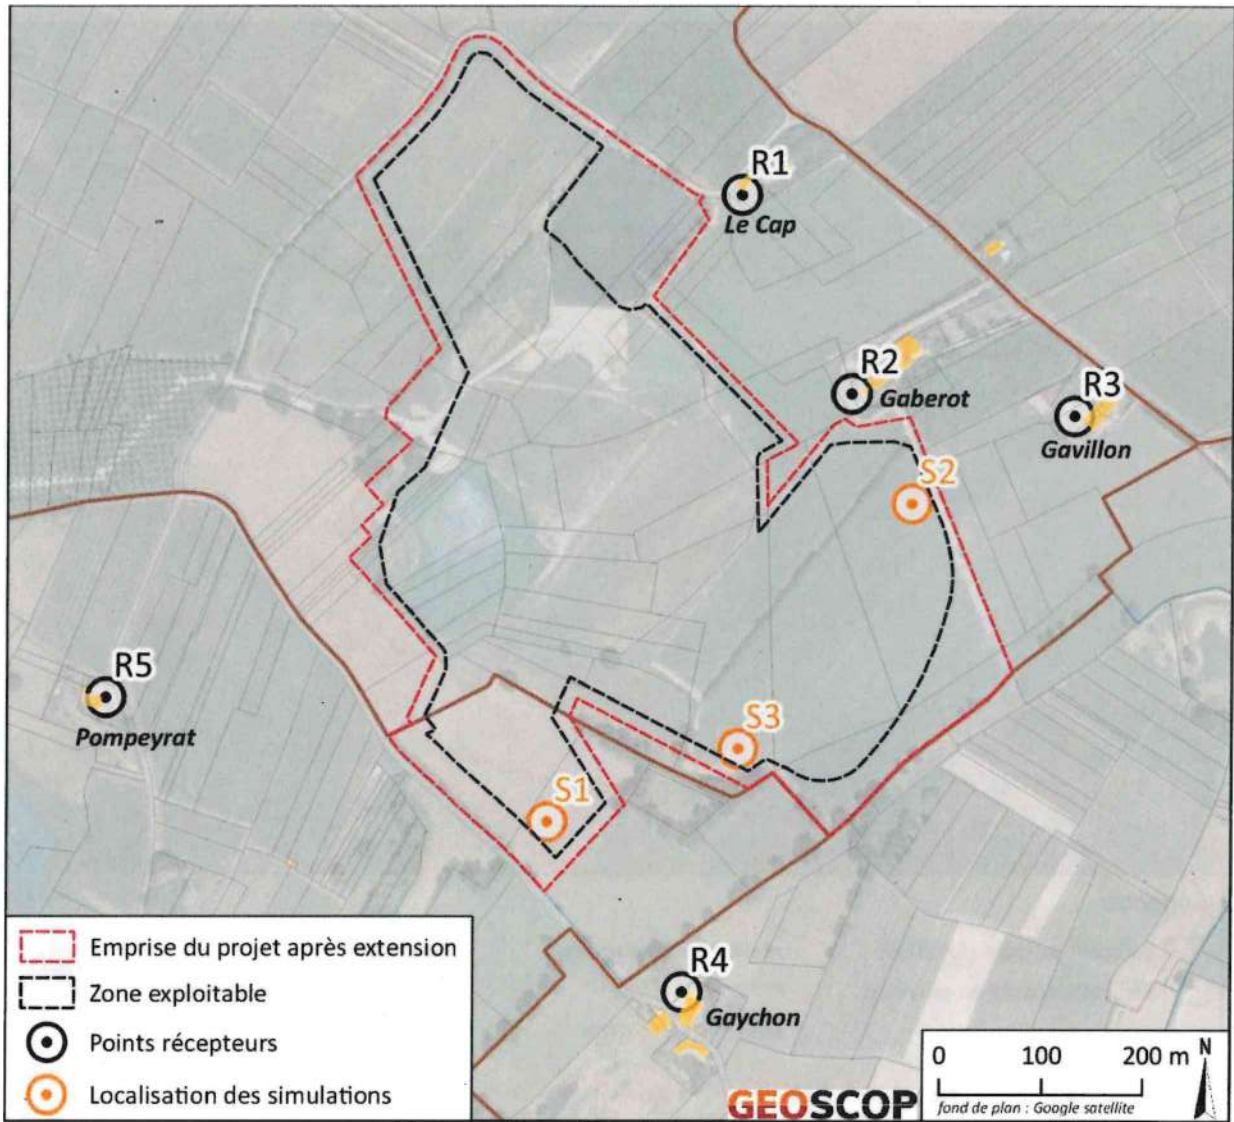 R1
Le Cap
R2
Gaberot
R3
Gavillon
S2
R5
Pompeyrat
S3
S1
R4
Gaychon
Emprise du projet après extension
Zone exploitable
Points récepteurs
Localisation des simulations
0 100 200 m
N
fond de plan : Google satellite
GEOSCOP